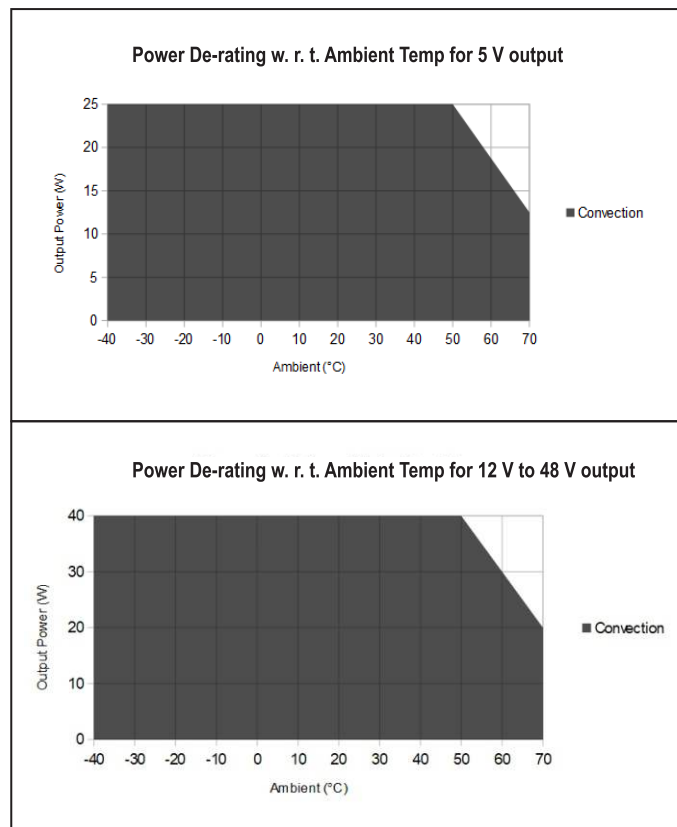 Power De-rating w. r. t. Ambient Temp for 5 V output
25
20
15
10
5
0
Output Power (W)
-40 -30 -20 -10 0 10 20 30 40 50 60 70
Ambient (°C)
Convection
Power De-rating w. r. t. Ambient Temp for 12 V to 48 V output
40
30
20
10
0
Output Power (W)
-40 -30 -20 -10 0 10 20 30 40 50 60 70
Ambient (°C)
Convection